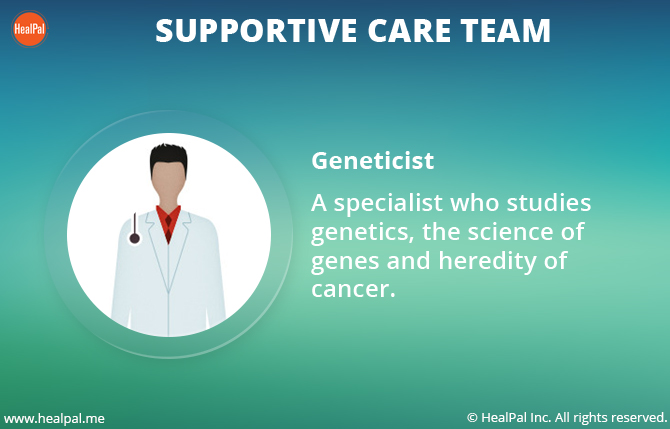 HealPal
SUPPORTIVE CARE TEAM
Geneticist
A specialist who studies
genetics, the science of
genes and heredity of
cancer.
www.healpal.me
© HealPal Inc. All rights reserved.